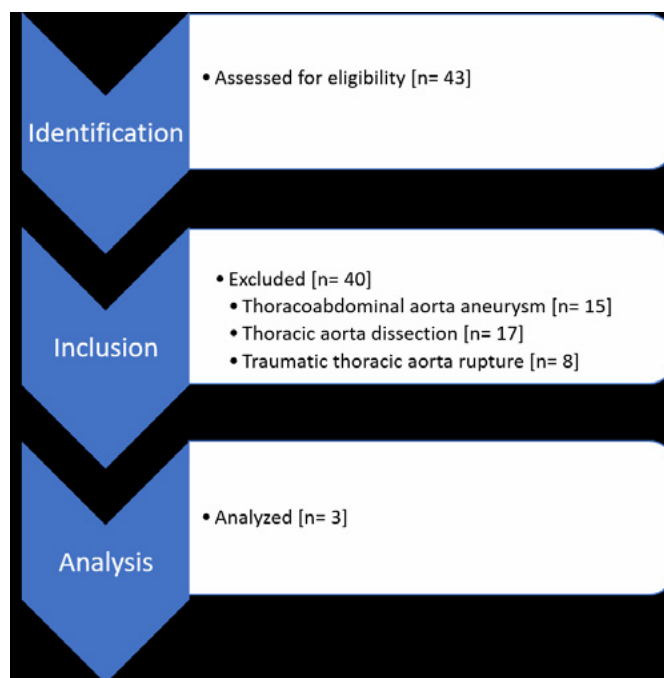 Identification
• Assessed for eligibility [n= 43]
Inclusion
• Excluded [n= 40]
• Thoracoabdominal aorta aneurysm [n= 15]
• Thoracic aorta dissection [n= 17]
• Traumatic thoracic aorta rupture [n= 8]
Analysis
• Analyzed [n= 3]